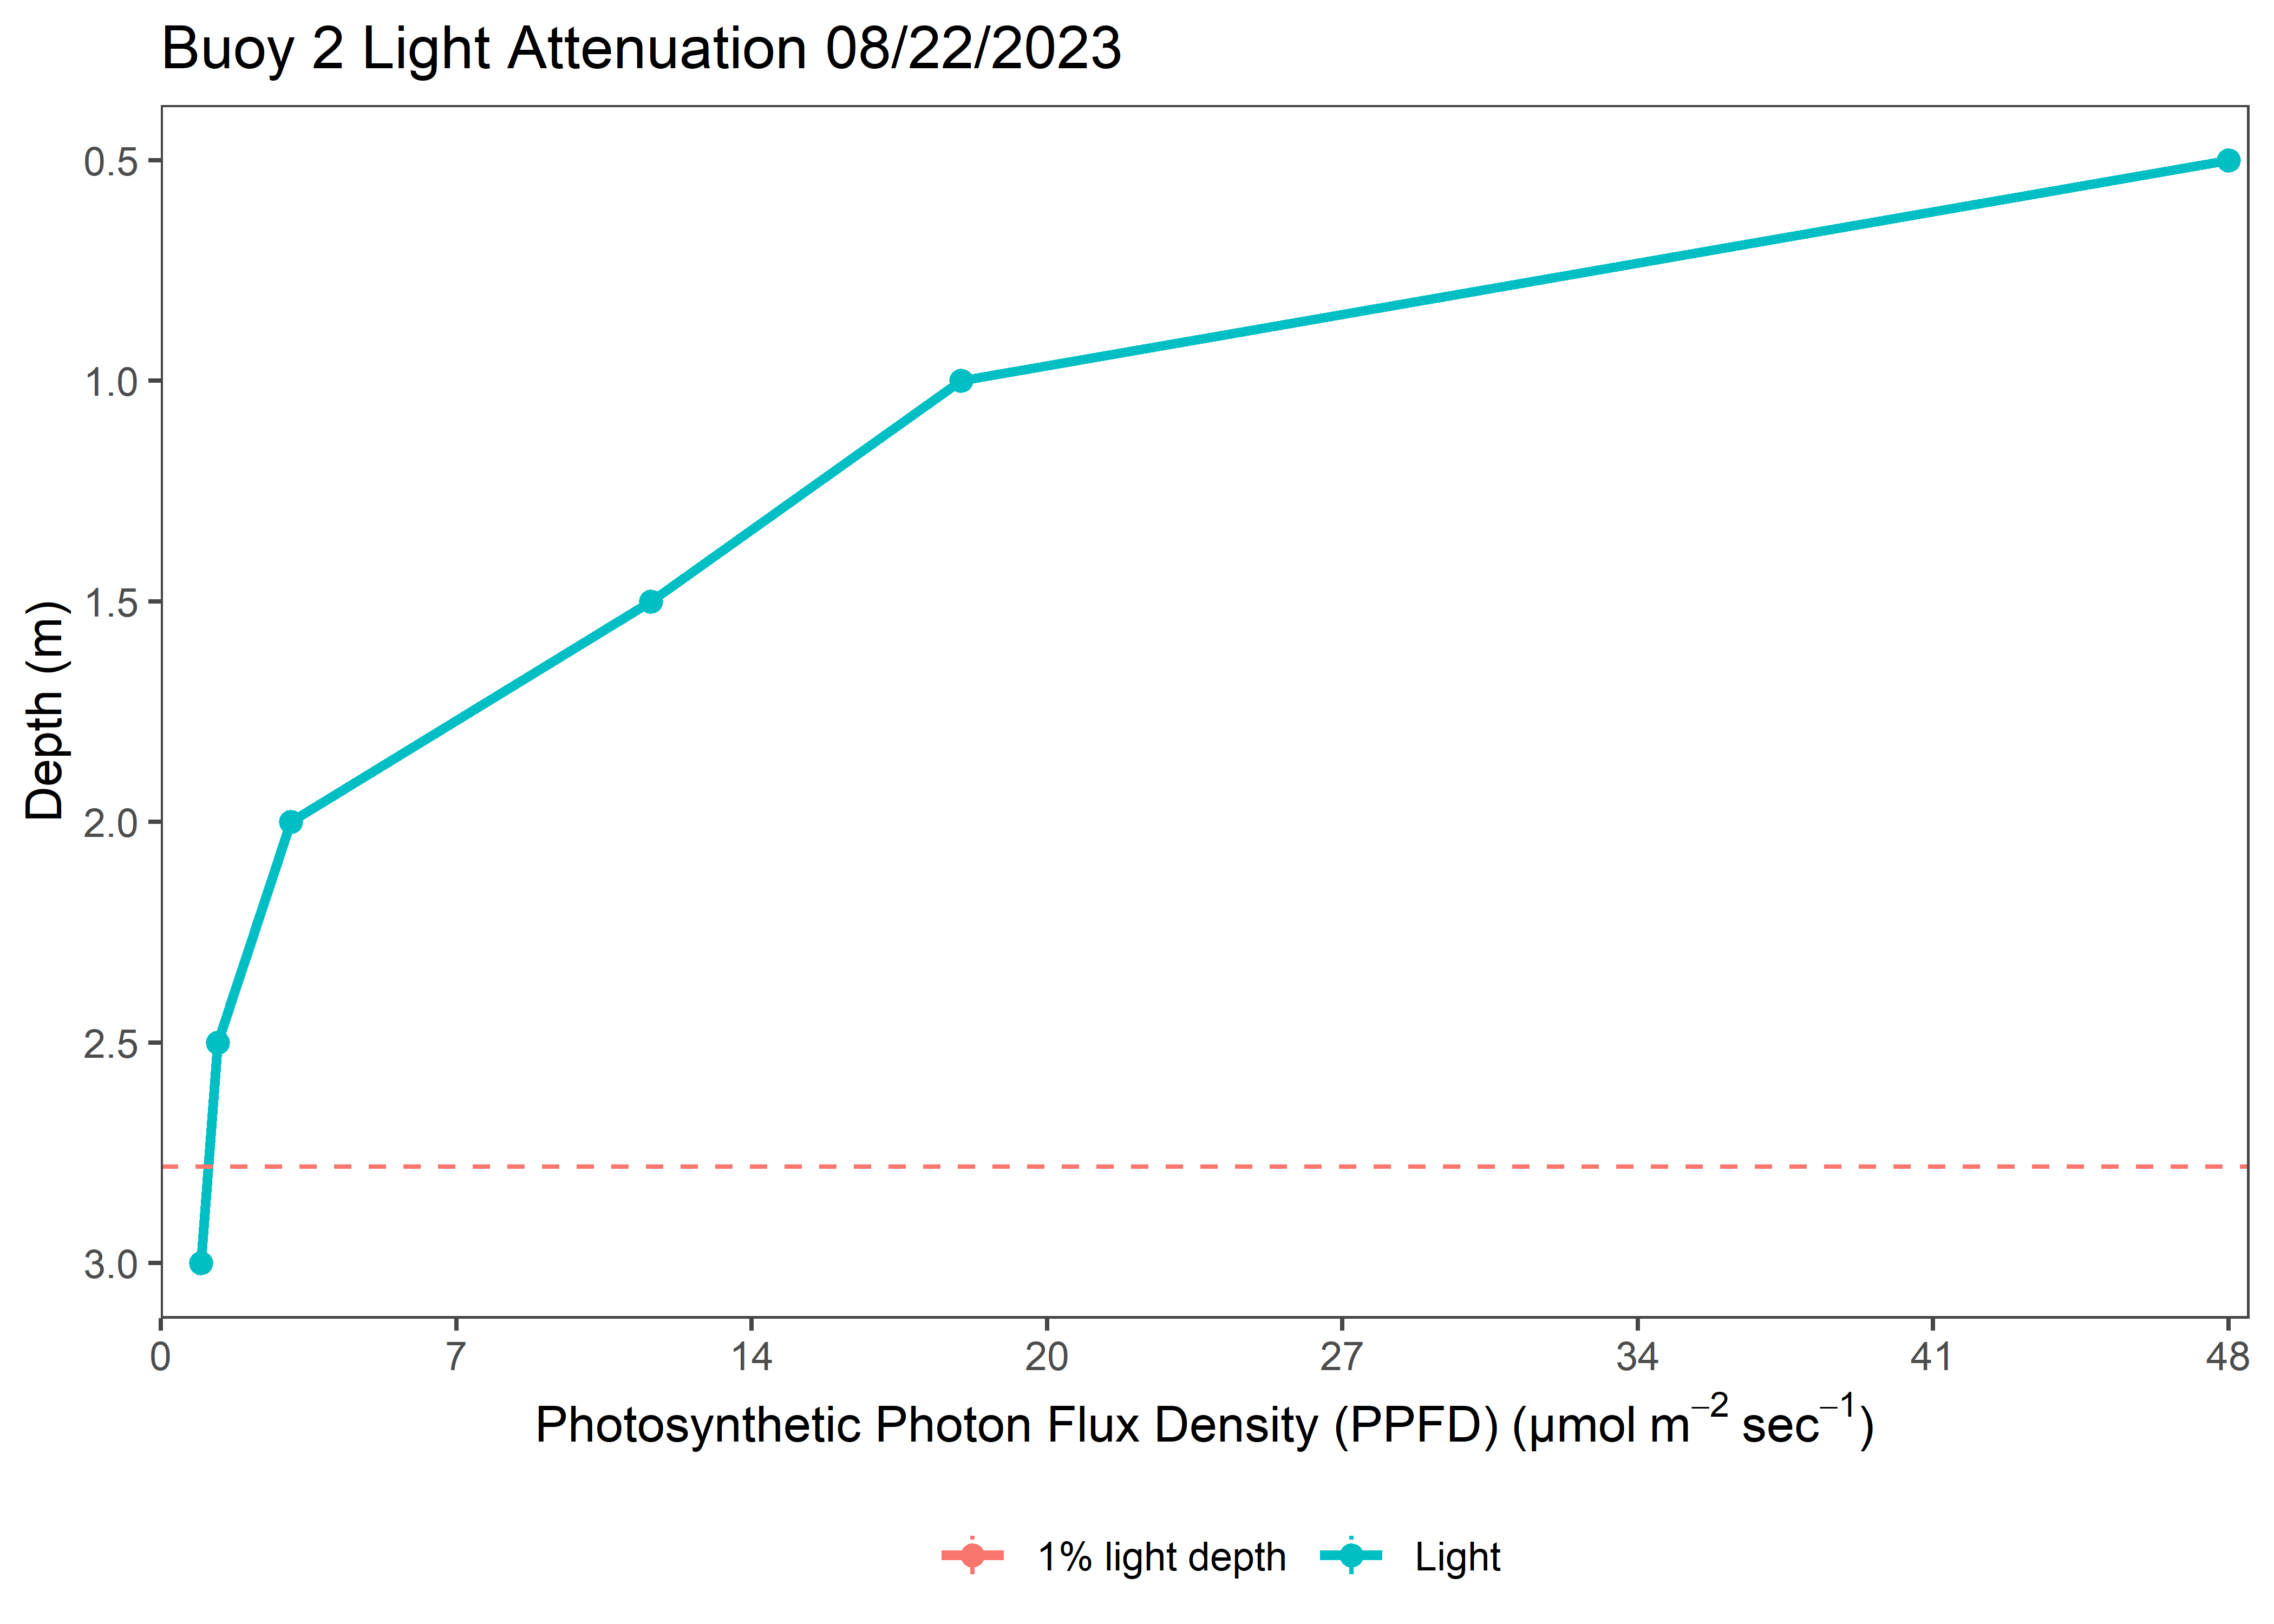 Buoy 2 Light Attenuation 08/22/2023
0.5
1.0
1.5
2.0
2.5
3.0
Depth (m)
0 7 14 20 27 34 41 48
Photosynthetic Photon Flux Density (PPFD) (µmol m⁻² sec⁻¹)
1% light depth Light